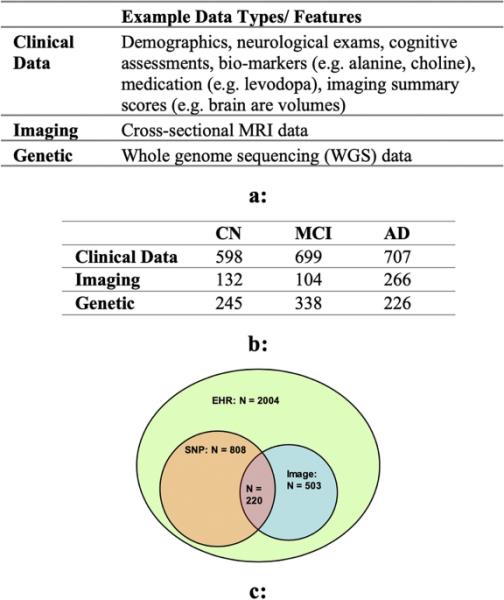 Example Data Types/ Features
Clinical Data
Demographics, neurological exams, cognitive
assessments, bio-markers (e.g. alanine, choline),
medication (e.g. levodopa), imaging summary
scores (e.g. brain are volumes)
Imaging Cross-sectional MRI data
Genetic Whole genome sequencing (WGS) data
a:
CN MCI AD
Clinical Data 598 699 707
Imaging 132 104 266
Genetic 245 338 226
b:
EHR: N = 2004
SNP: N = 808
Image:
N = 503
N =
220
c: